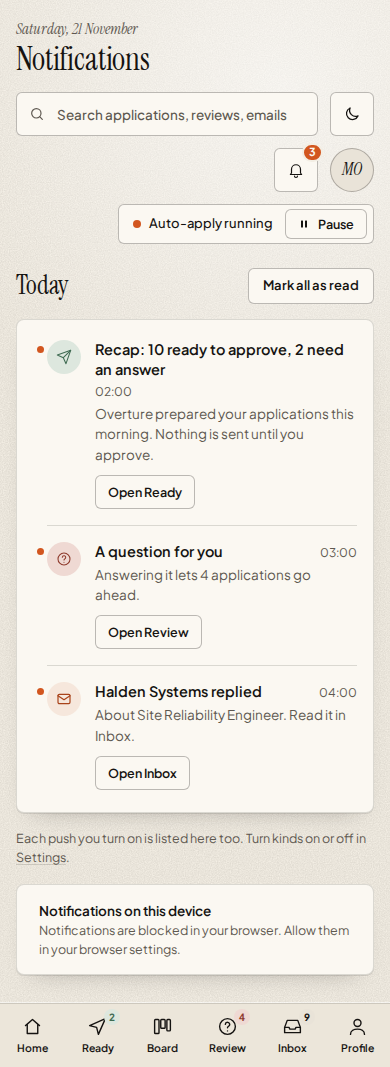 Saturday, 21 November
Notifications
Search applications, reviews, emails
3
MO
Auto-apply running
Pause
Today
Mark all as read
Recap: 10 ready to approve, 2 need
an answer
02:00
Overture prepared your applications this
morning. Nothing is sent until you
approve.
Open Ready
A question for you
03:00
Answering it lets 4 applications go
ahead.
Open Review
Halden Systems replied
04:00
About Site Reliability Engineer. Read it in
Inbox.
Open Inbox
Each push you turn on is listed here too. Turn kinds on or off in
Settings.
Notifications on this device
Notifications are blocked in your browser. Allow them
in your browser settings.
2
4
9
Home
Ready
Board
Review
Inbox
Profile